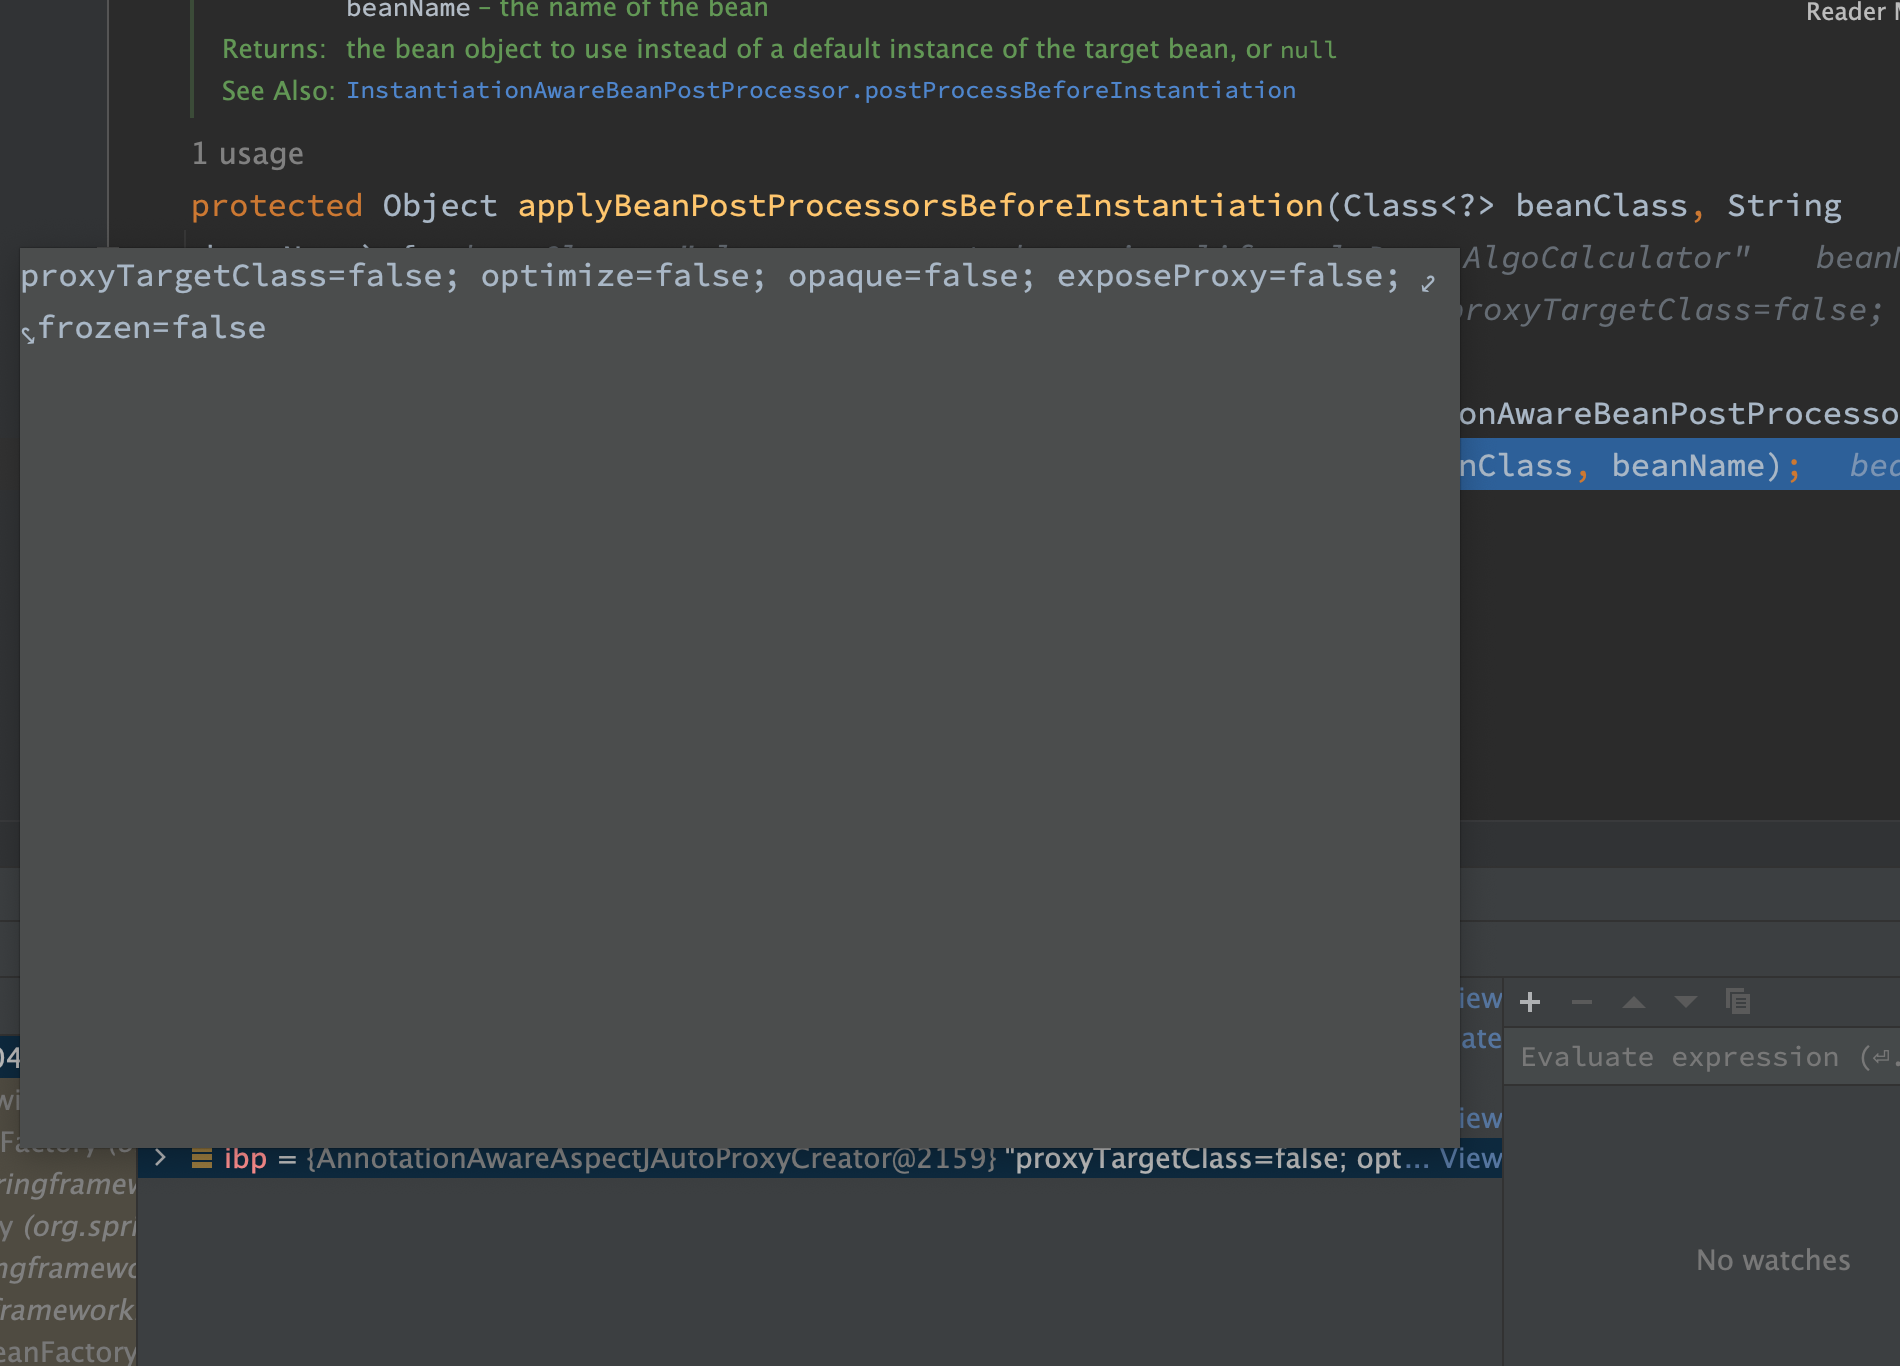 beanName – the name of the bean
Reader
Returns: the bean object to use instead of a default instance of the target bean, or null
See Also: InstantiationAwareBeanPostProcessor.postProcessBeforeInstantiation
1 usage
protected Object applyBeanPostProcessorsBeforeInstantiation(Class<?> beanClass, String
AlgoCalculator"
proxyTargetClass=false; optimize=false; opaque=false; exposeProxy=false;
roxyTargetClass=false;
frozen=false
onAwareBeanPostProcesso
nClass, beanName); bea
iew
ate
04
Evaluate expression (⏎.
wi
iew
Factory
ibp = {AnnotationAwareAspectJAutoProxyCreator@2159} "proxyTargetClass=false; opt... View
ringframew
y (org.spri
No watches
ngframewo
framework
eanFactory